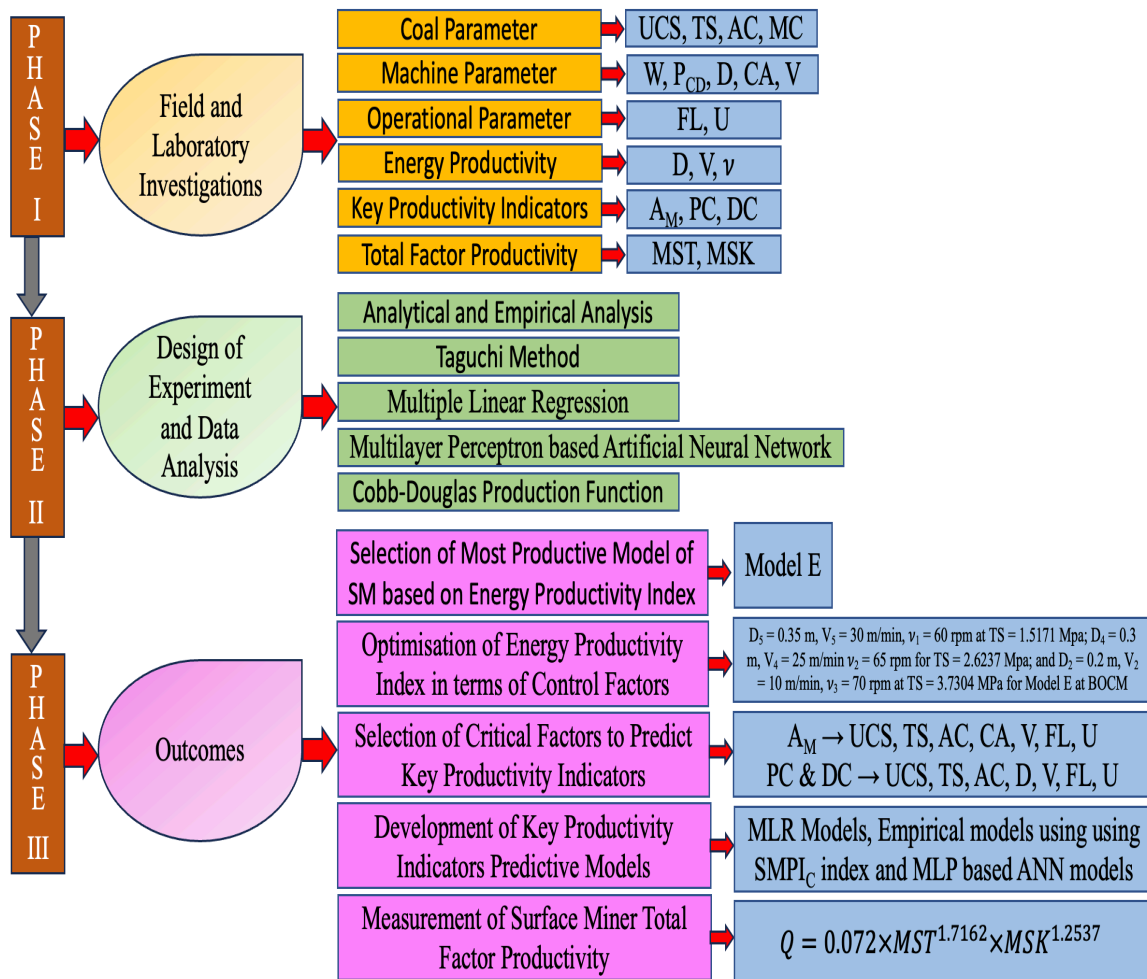 PHASE I
Field and
Laboratory
Investigations
Coal Parameter
UCS, TS, AC, MC
Machine Parameter
W, P_CD, D, CA, V
Operational Parameter
FL, U
Energy Productivity
D, V, ν
Key Productivity Indicators
A_M, PC, DC
Total Factor Productivity
MST, MSK
PHASE II
Design of
Experiment
and Data
Analysis
Analytical and Empirical Analysis
Taguchi Method
Multiple Linear Regression
Multilayer Perceptron based Artificial Neural Network
Cobb-Douglas Production Function
PHASE III
Outcomes
Selection of Most Productive Model of
SM based on Energy Productivity Index
Model E
Optimisation of Energy Productivity
Index in terms of Control Factors
D₅ = 0.35 m, V₅ = 30 m/min, ν₁ = 60 rpm at TS = 1.5171 Mpa; D₄ = 0.3
m, V₄ = 25 m/min ν₂ = 65 rpm for TS = 2.6237 Mpa; and D₂ = 0.2 m, V₂
= 10 m/min, ν₃ = 70 rpm at TS = 3.7304 MPa for Model E at BOCM
Selection of Critical Factors to Predict
Key Productivity Indicators
A_M → UCS, TS, AC, CA, V, FL, U
PC & DC → UCS, TS, AC, D, V, FL, U
Development of Key Productivity
Indicators Predictive Models
MLR Models, Empirical models using using
SMPI_C index and MLP based ANN models
Measurement of Surface Miner Total
Factor Productivity
Q = 0.072×MST^1.7162×MSK^1.2537